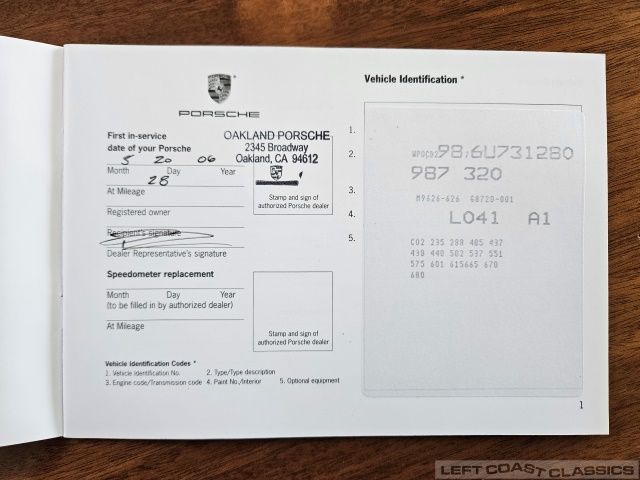 PORSCHE
First in-service
date of your Porsche
5 20 06
Month Day Year
28
At Mileage
Registered owner
Recipient's signature
Dealer Representative's signature
OAKLAND PORSCHE
2345 Broadway
Oakland, CA 94612
Stamp and sign of
authorized Porsche dealer
Speedometer replacement
Month Day Year
(to be filled in by authorized dealer)
At Mileage
Stamp and sign of
authorized Porsche dealer
Vehicle Identification Codes *
1. Vehicle identification No. 2. Type/Type description
3. Engine code/Transmission code 4. Paint No./Interior 5. Optional equipment
Vehicle Identification *
1.
2.
3.
4.
5.
98 6U731280
987 320
M9626-626 G8720-001
L041 A1
C02 235 288 405 437
438 440 502 537 551
575 601 615665 670
680
1
LEFT COAST CLASSICS